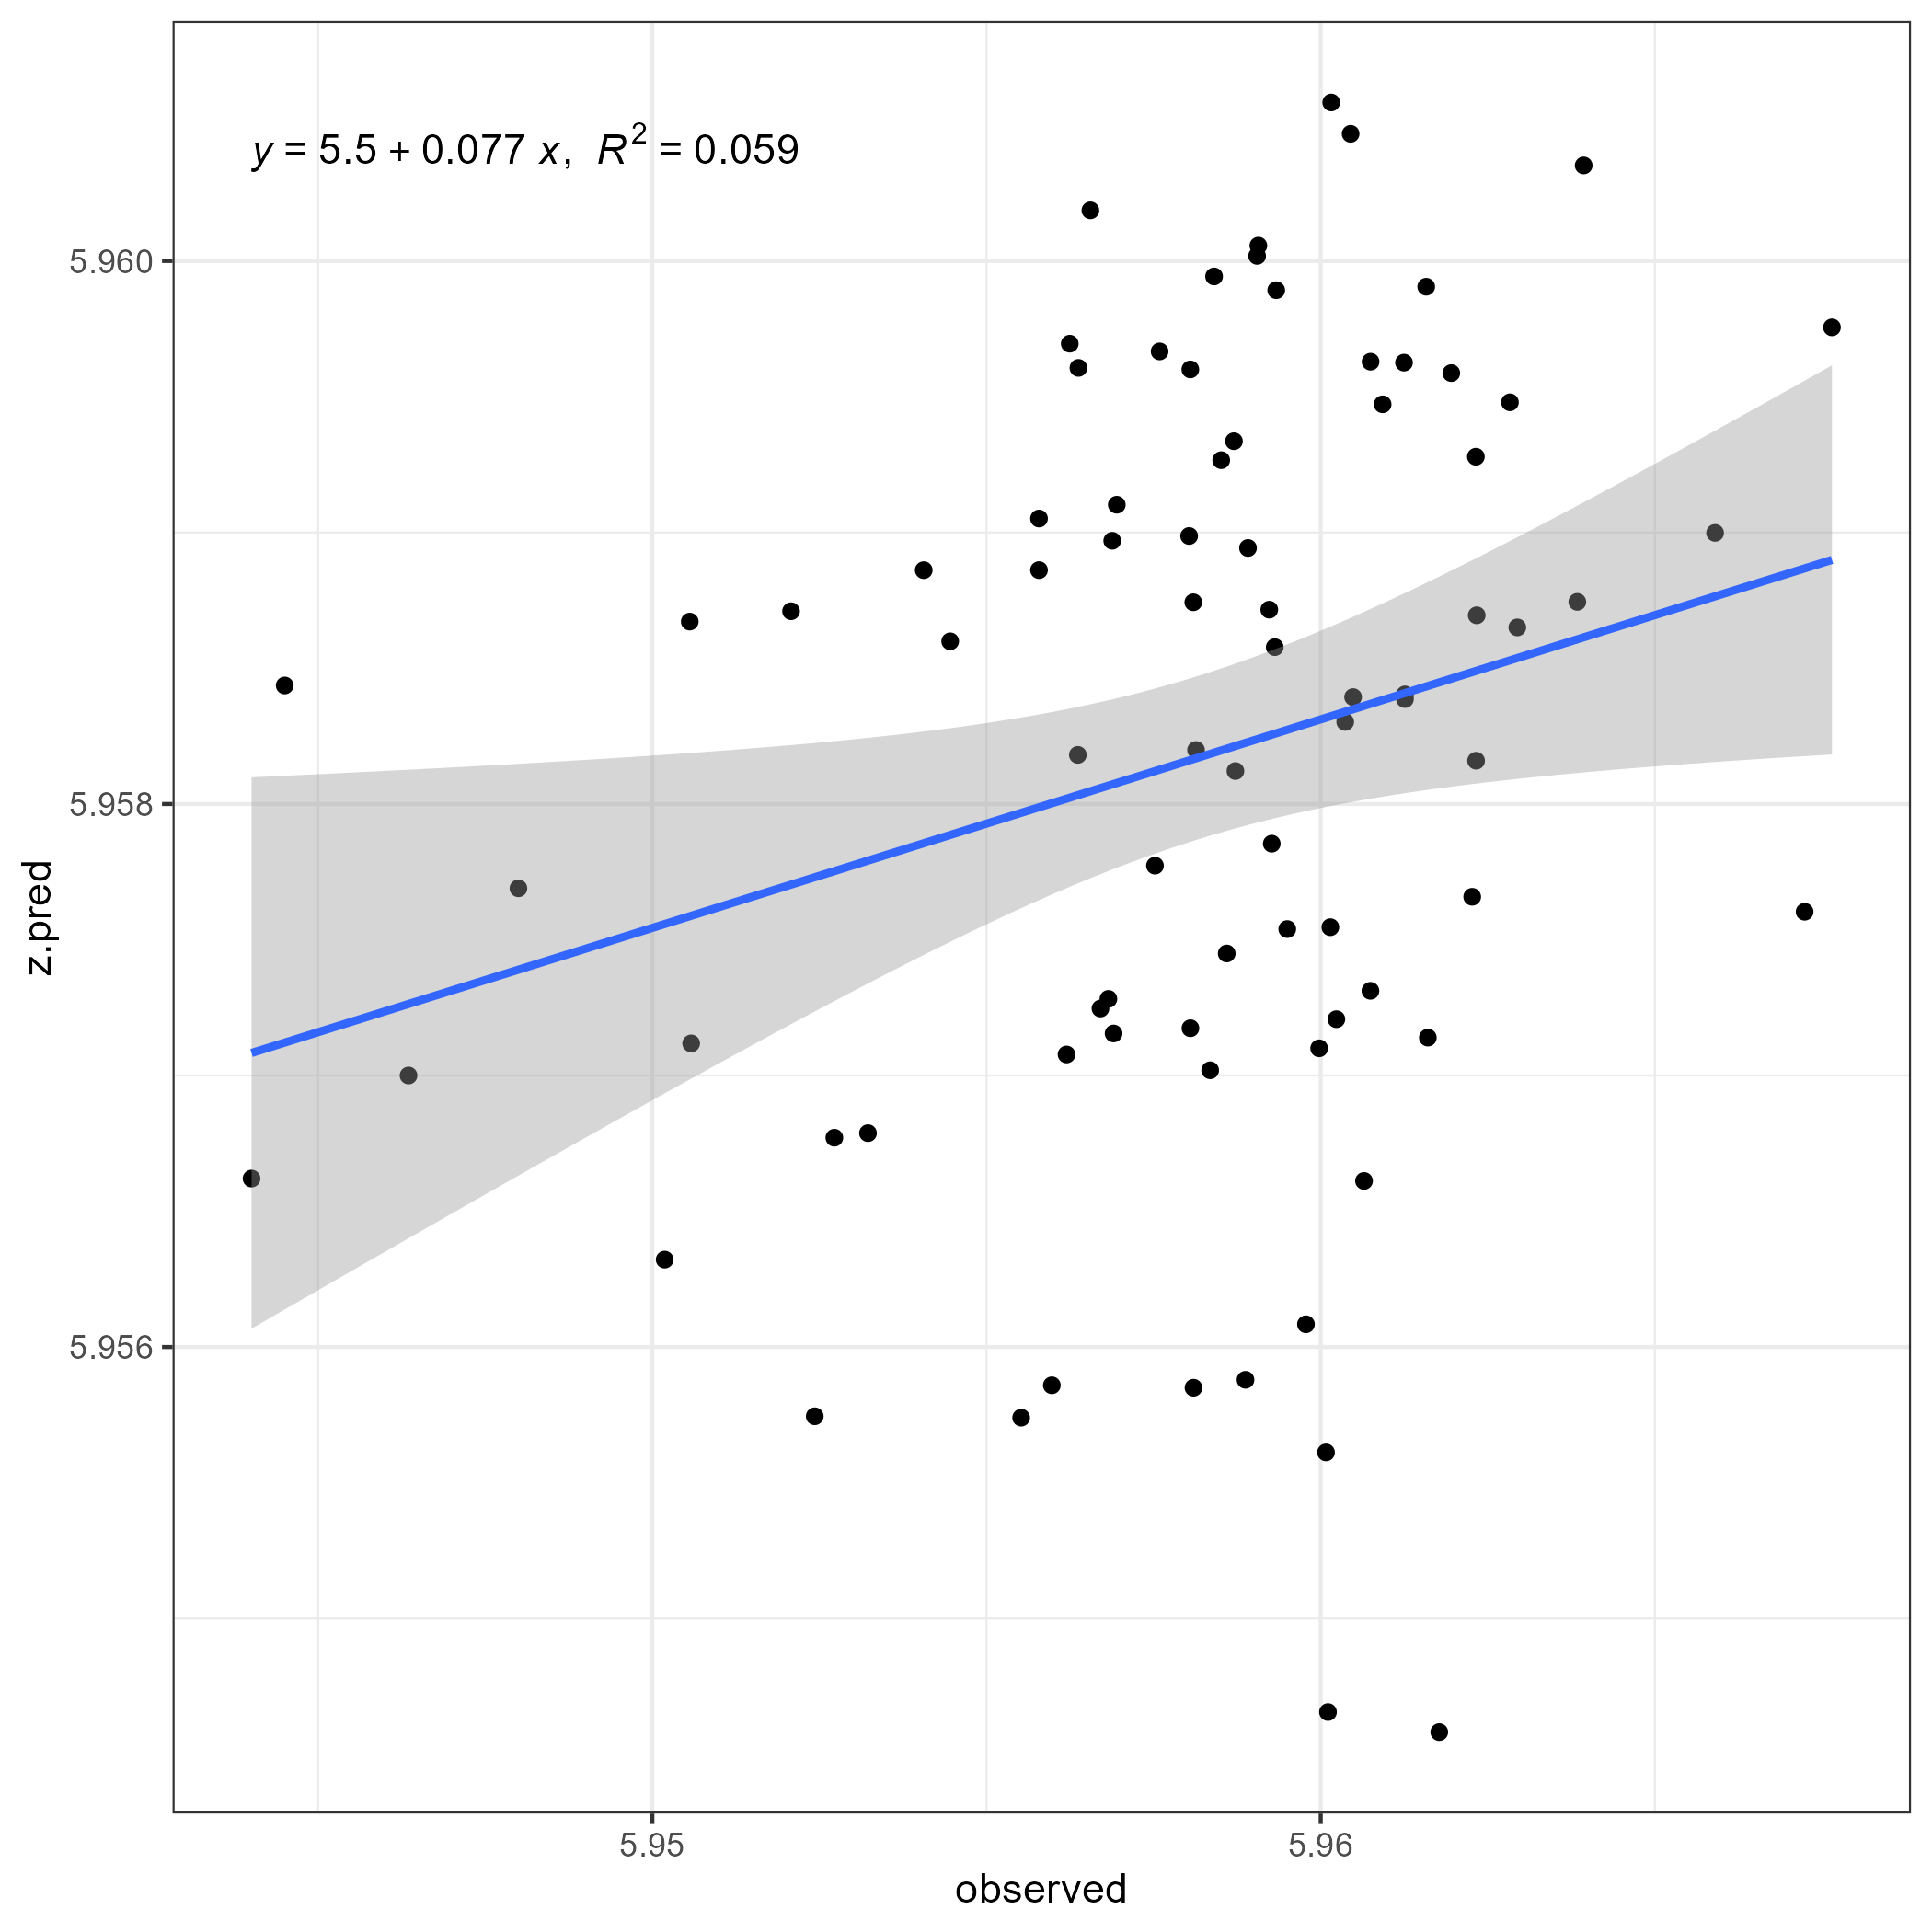 y = 5.5 + 0.077 x, R² = 0.059
5.960
5.958
5.956
z.pred
5.95 5.96
observed